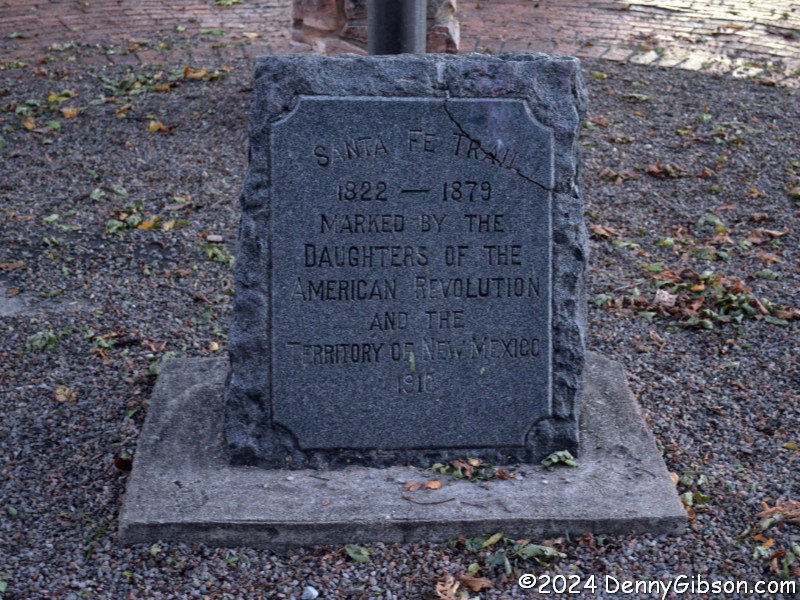 SANTA FE TRAIL
1822 — 1879
MARKED BY THE
DAUGHTERS OF THE
AMERICAN REVOLUTION
AND THE
TERRITORY OF NEW MEXICO
1910
©2024 DennyGibson.com